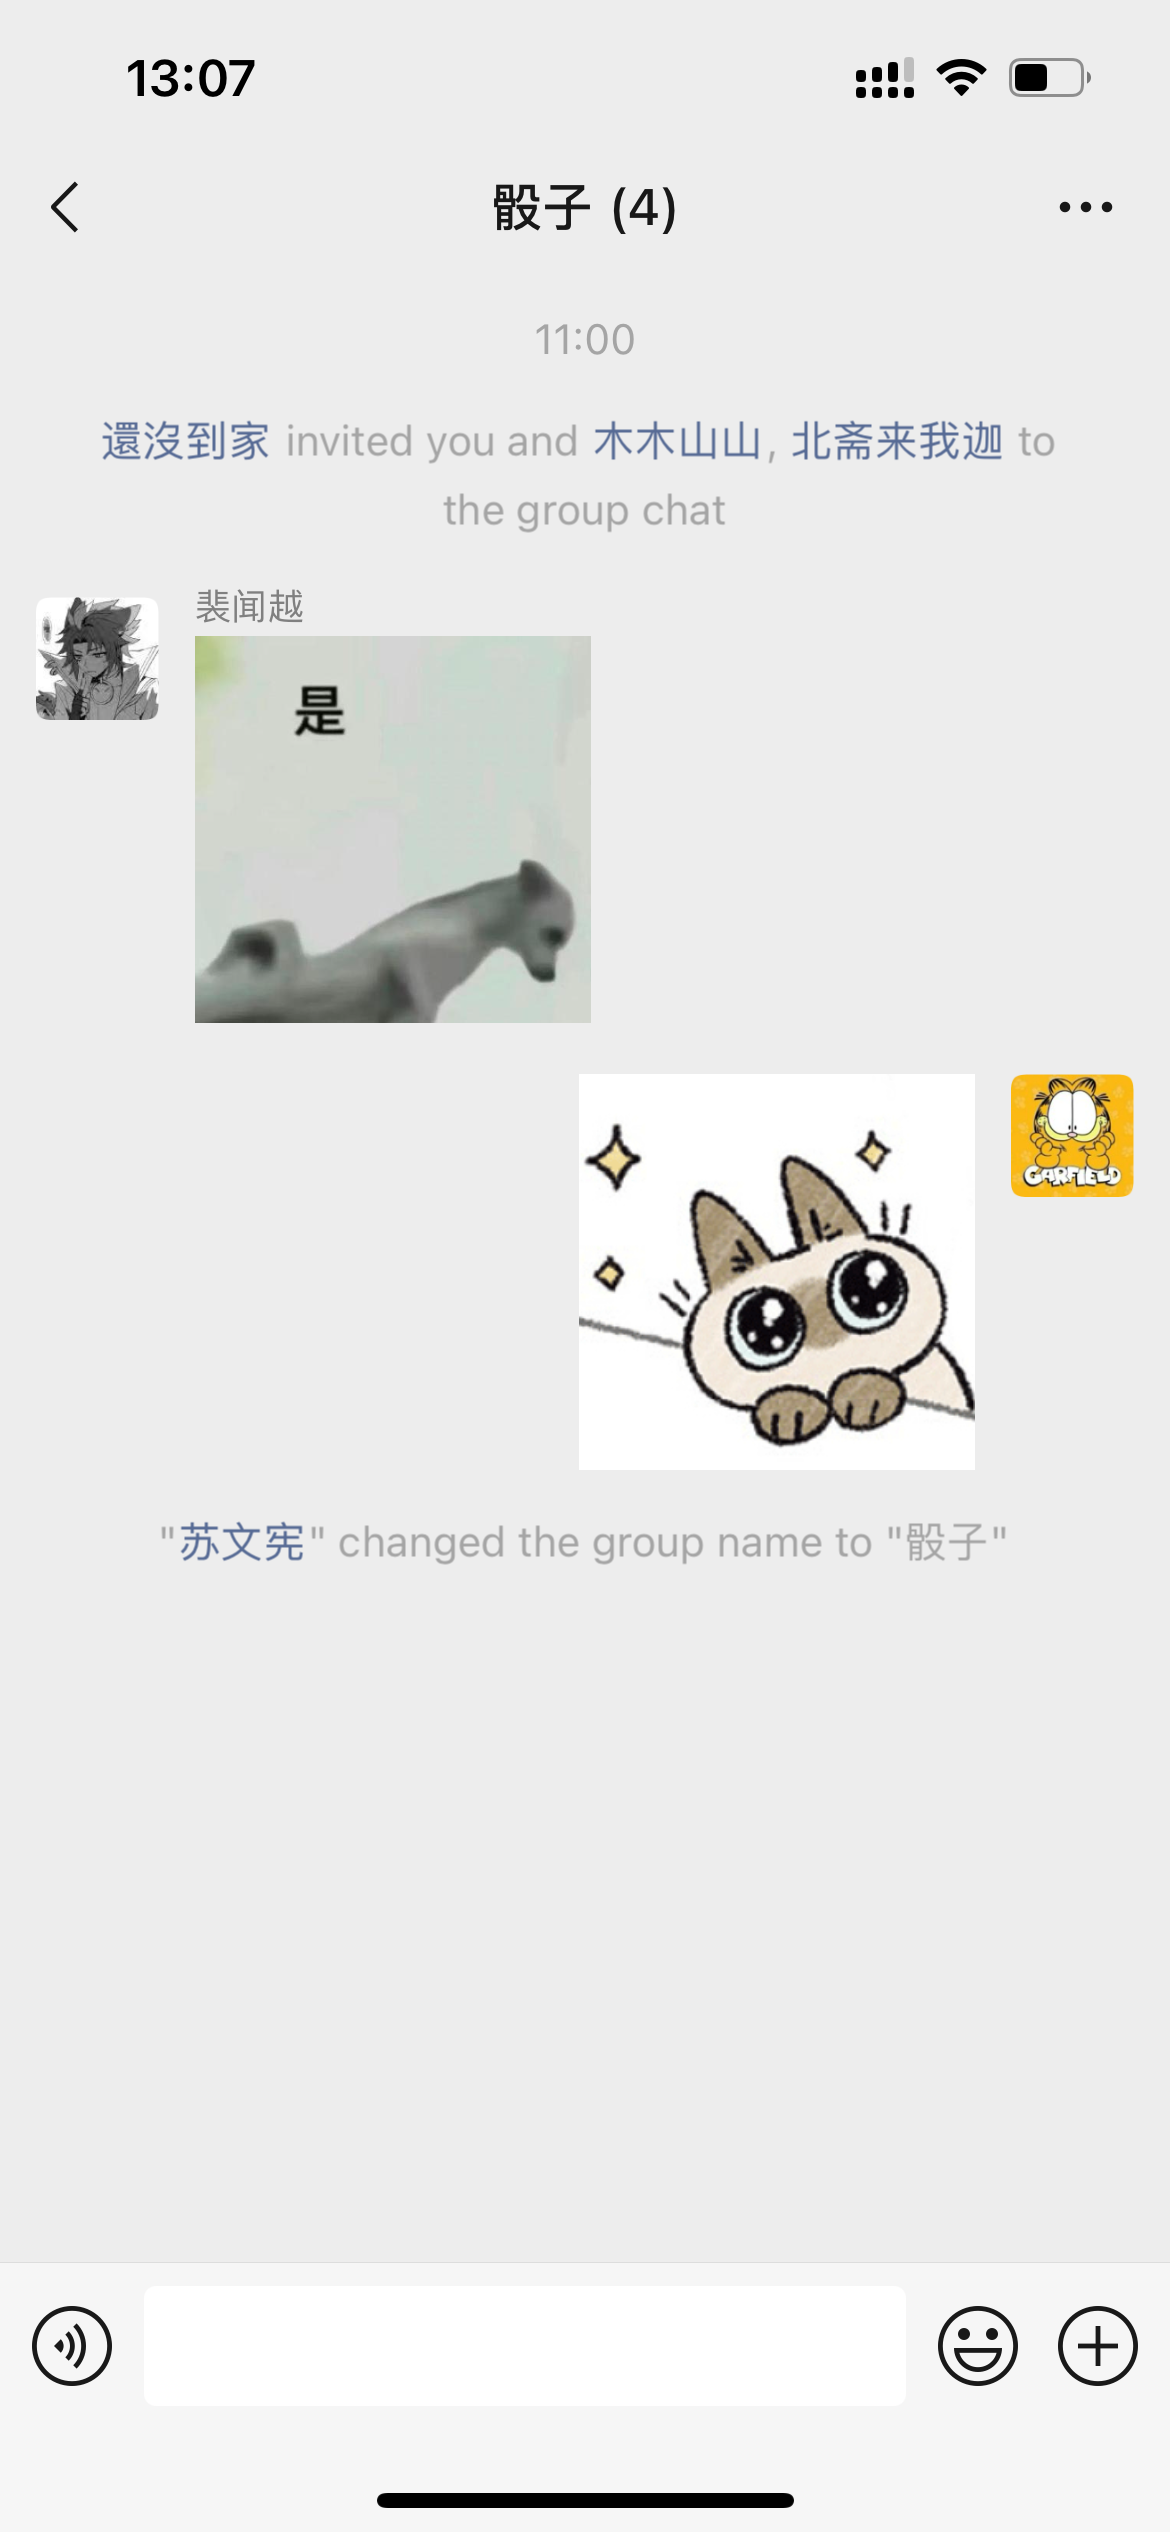 13:07
骰子 (4)
11:00
還沒到家 invited you and 木木山山, 北斋来我迦 to
the group chat
裴闻越
是
GARFIELD
"苏文宪" changed the group name to "骰子"